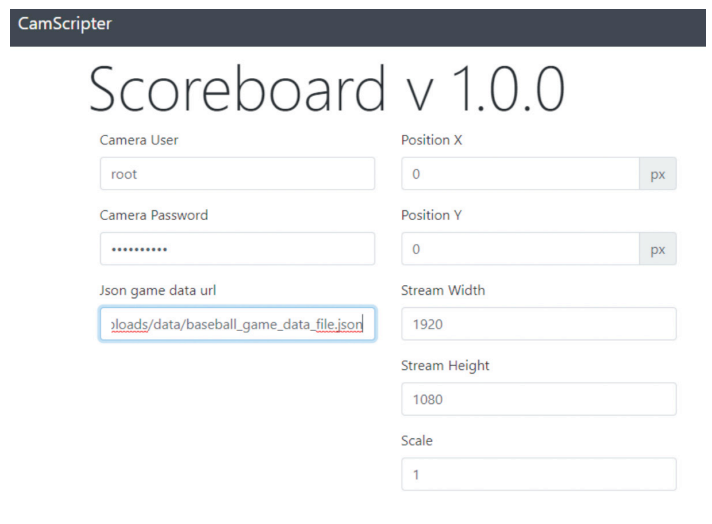 CamScripter
Scoreboard v 1.0.0
Camera User
root
Camera Password
••••••••••
Json game data url
/data/baseball_game_data_file.json
Position X
0 px
Position Y
0 px
Stream Width
1920
Stream Height
1080
Scale
1